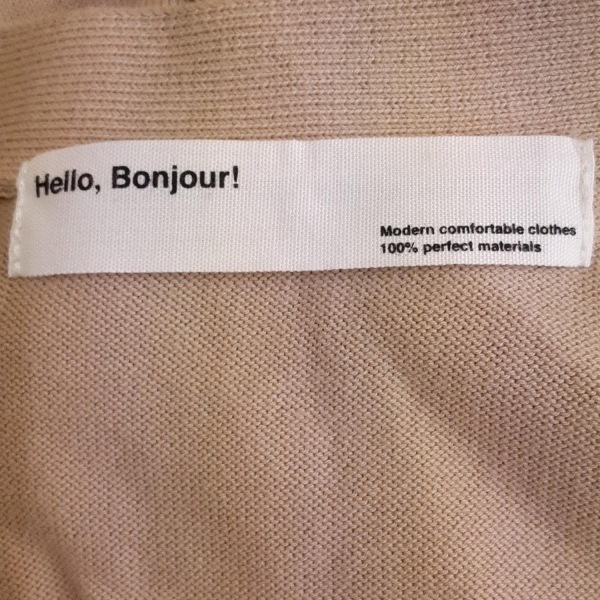 Hello, Bonjour!
Modern comfortable clothes
100% perfect materials